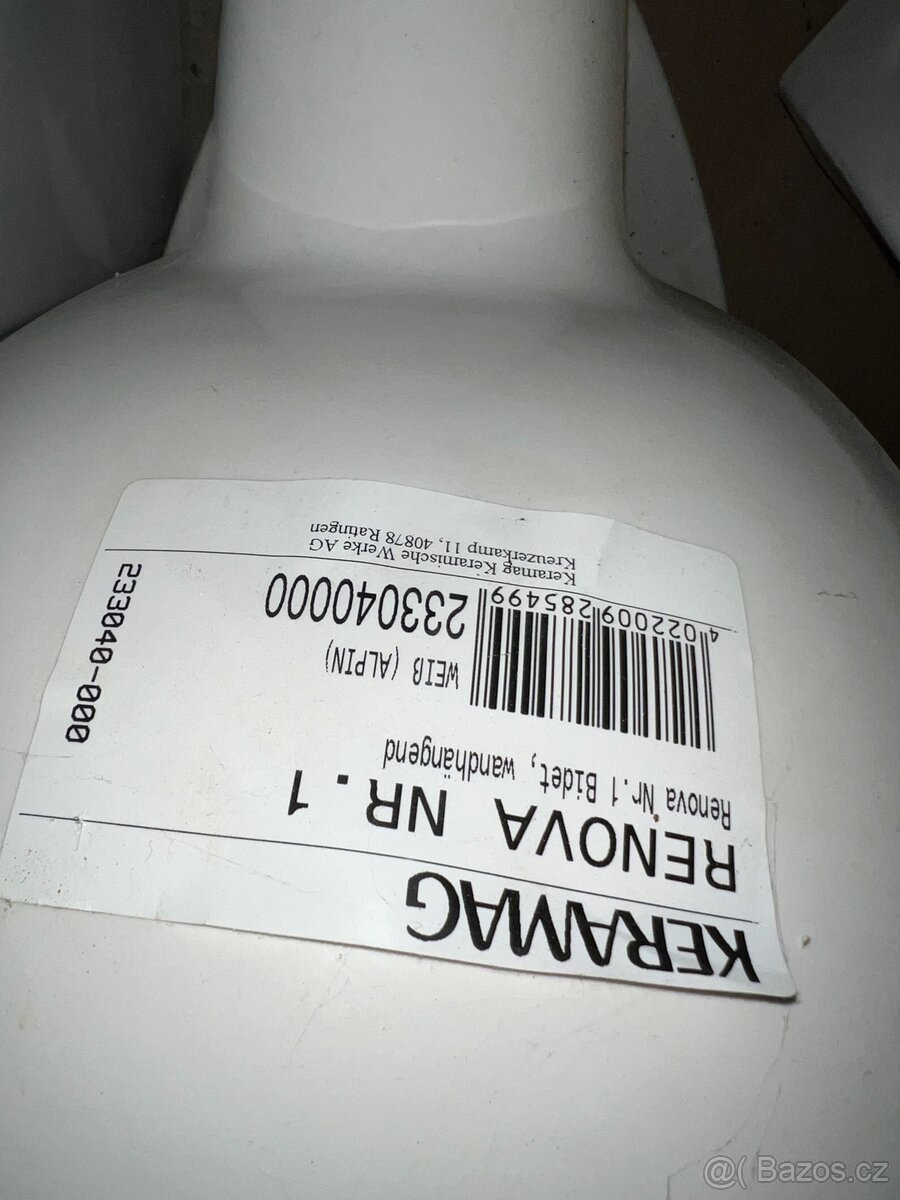 KERAMAG
RENOVA NR.1
Renova Nr.1 Bidet, wandhängend
WEIß (ALPIN)
233040000
4 022009 285499
Keramag Keramische Werke AG
Kreuzerkamp 11, 40878 Ratingen
233040-000
@( Bazos.cz